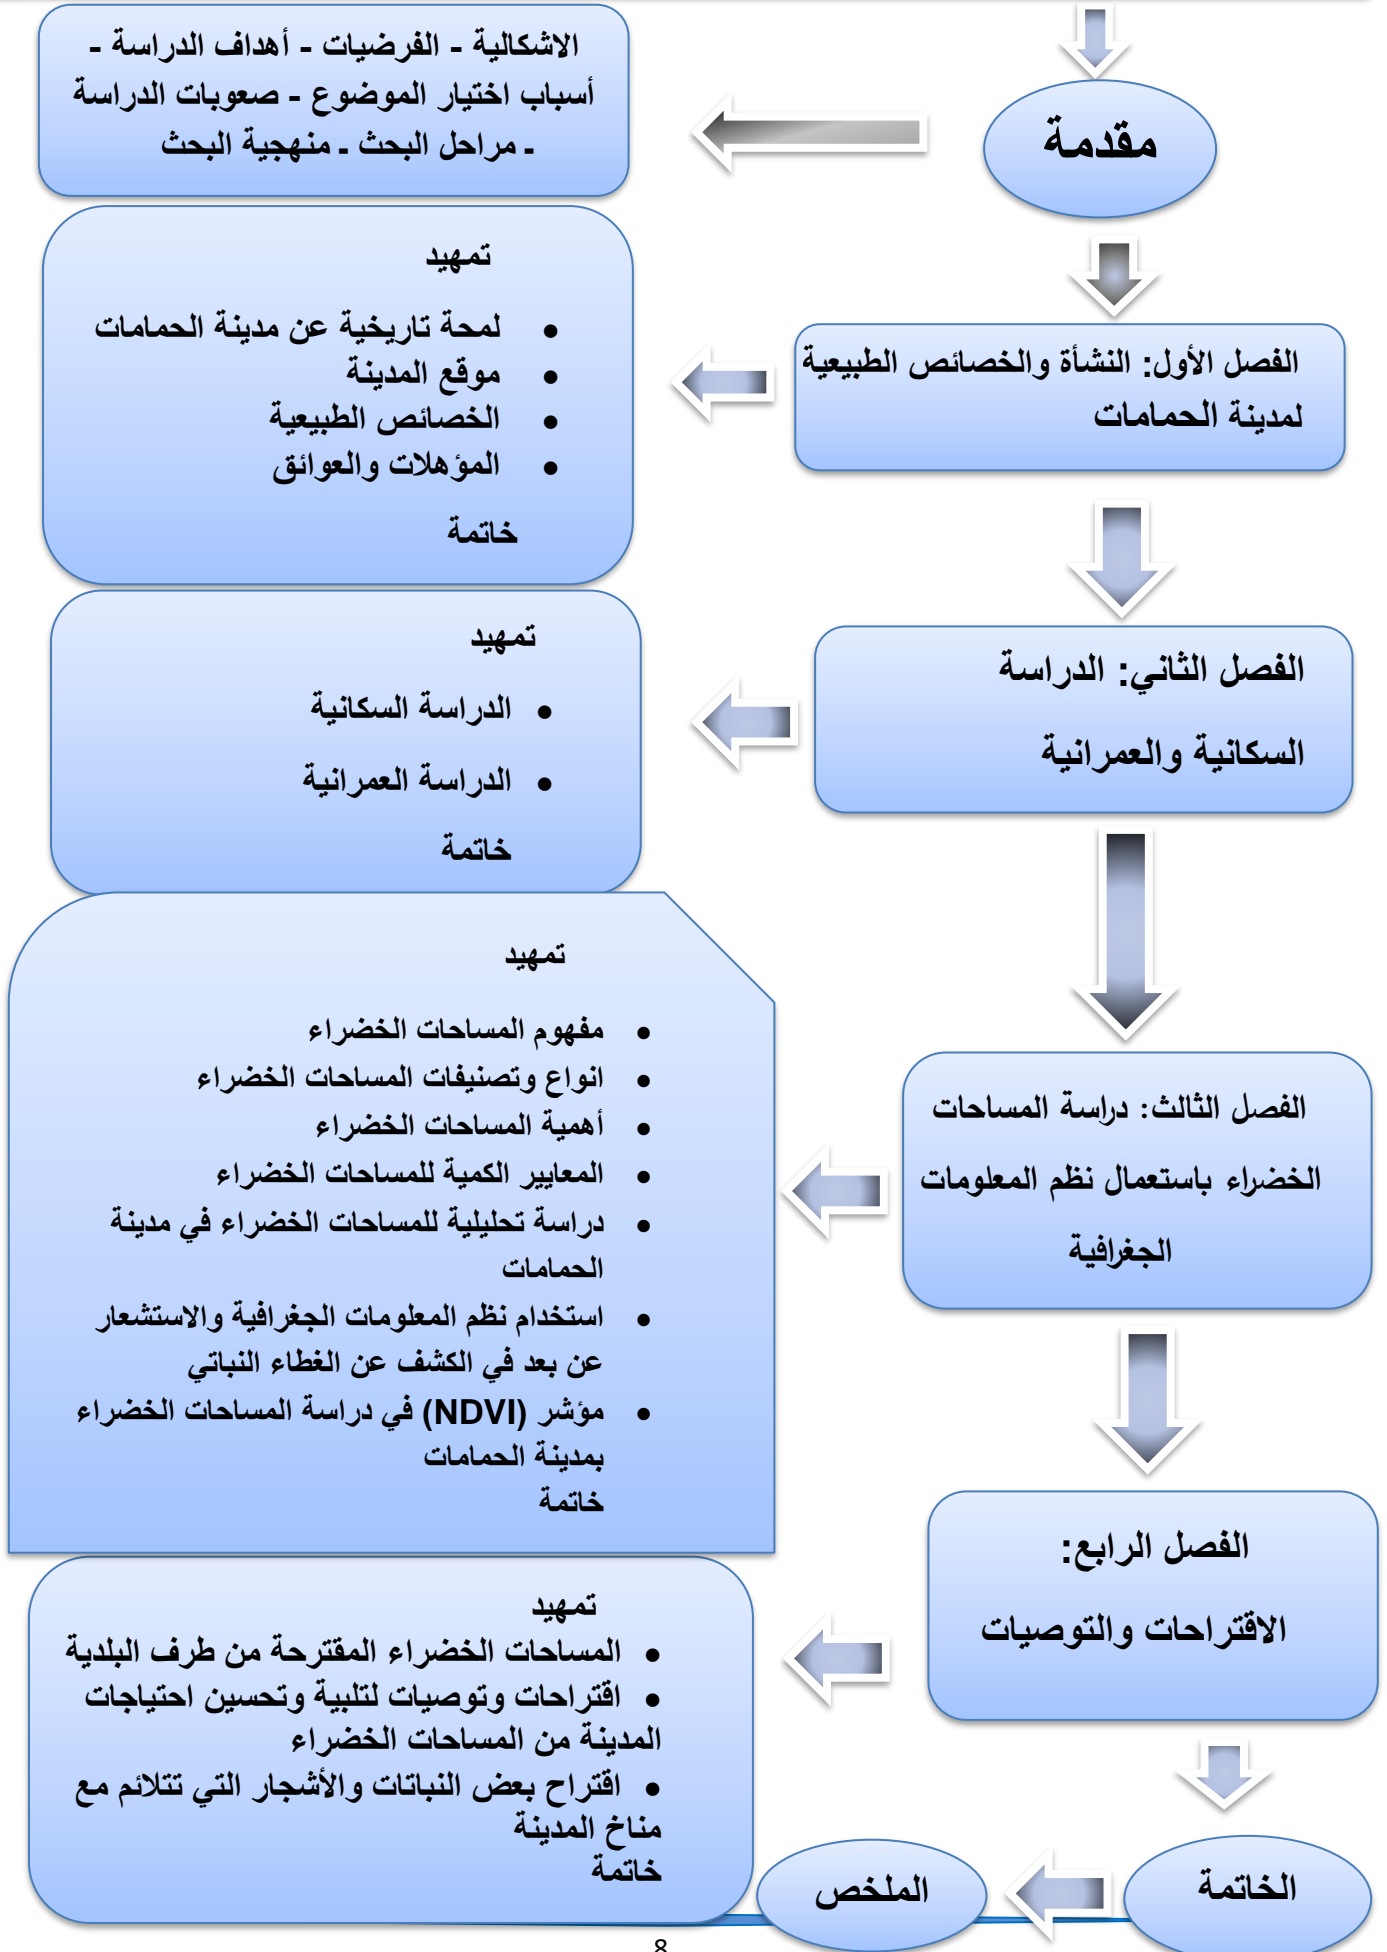 مقدمة
الاشكالية - الفرضيات - أهداف الدراسة -
أسباب اختيار الموضوع - صعوبات الدراسة
- مراحل البحث - منهجية البحث
الفصل الأول: النشأة والخصائص الطبيعية
لمدينة الحمامات
تمهيد
• لمحة تاريخية عن مدينة الحمامات
• موقع المدينة
• الخصائص الطبيعية
• المؤهلات والعوائق
خاتمة
الفصل الثاني: الدراسة
السكانية والعمرانية
تمهيد
• الدراسة السكانية
• الدراسة العمرانية
خاتمة
الفصل الثالث: دراسة المساحات
الخضراء باستعمال نظم المعلومات
الجغرافية
تمهيد
• مفهوم المساحات الخضراء
• انواع وتصنيفات المساحات الخضراء
• أهمية المساحات الخضراء
• المعايير الكمية للمساحات الخضراء
• دراسة تحليلية للمساحات الخضراء في مدينة
الحمامات
• استخدام نظم المعلومات الجغرافية والاستشعار
عن بعد في الكشف عن الغطاء النباتي
• مؤشر (NDVI) في دراسة المساحات الخضراء
بمدينة الحمامات
خاتمة
الفصل الرابع:
الاقتراحات والتوصيات
تمهيد
• المساحات الخضراء المقترحة من طرف البلدية
• اقتراحات وتوصيات لتلبية وتحسين احتياجات
المدينة من المساحات الخضراء
• اقتراح بعض النباتات والأشجار التي تتلائم مع
مناخ المدينة
خاتمة
الخاتمة
الملخص
8